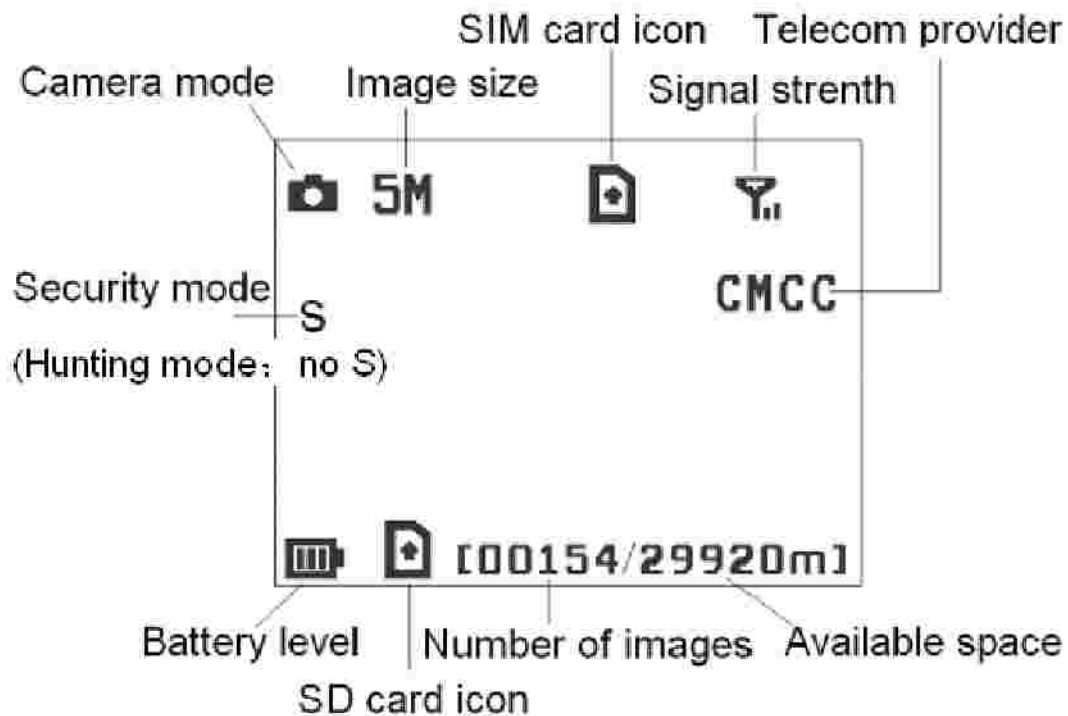 SIM card icon Telecom provider
Camera mode Image size Signal strenth
5M
CMCC
Security mode
S
(Hunting mode： no S)
[00154/29920m]
Battery level Number of images Available space
SD card icon